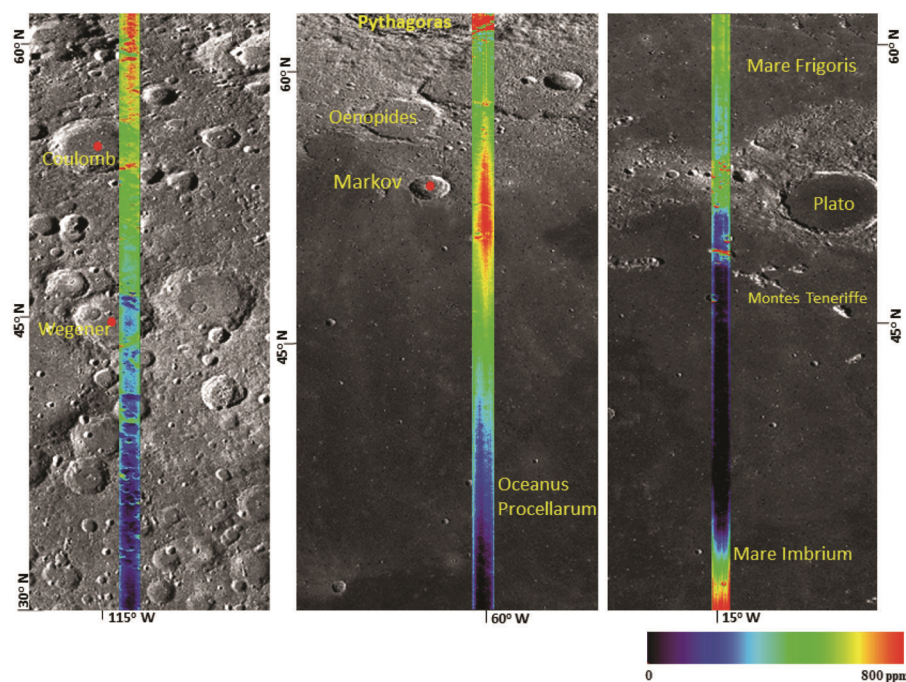 60° N
Coulomb
45° N
Wegener
30° N
115° W
Pythagoras
60° N
Oenopides
Markov
45° N
Oceanus
Procellarum
60° W
60° N
Mare Frigoris
Plato
Montes Teneriffe
45° N
Mare Imbrium
15° W
0
800 ppm